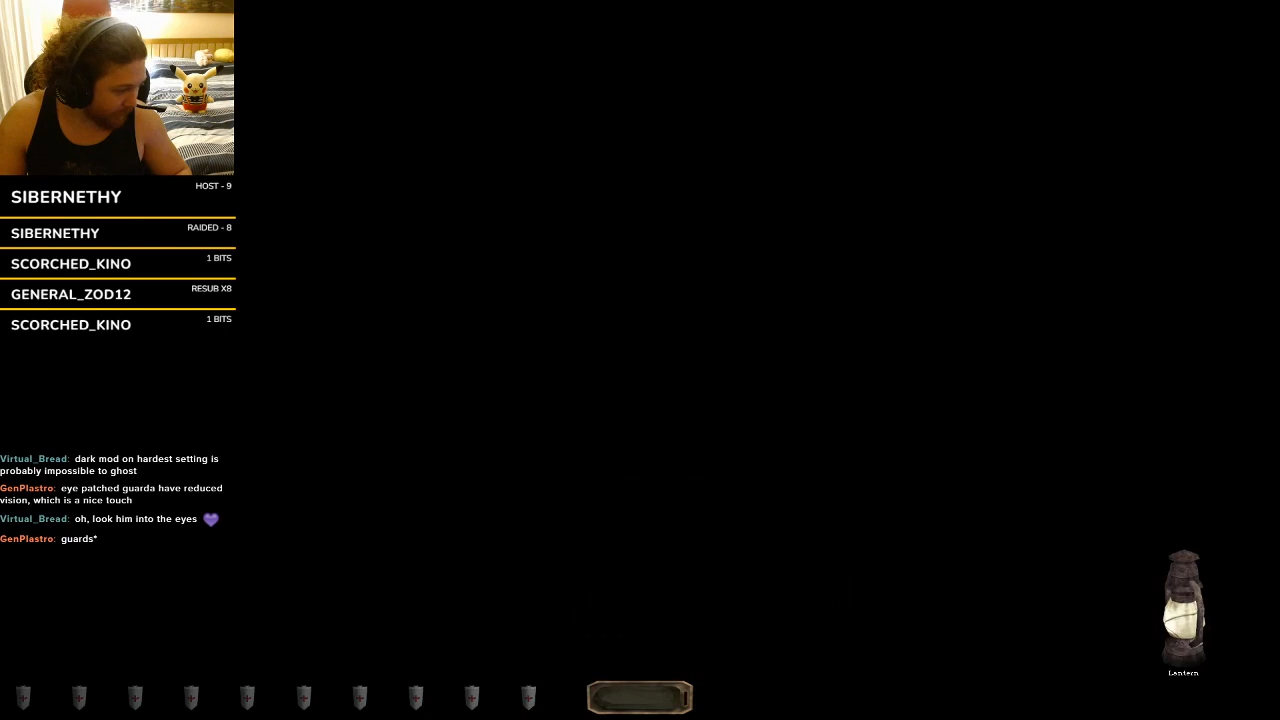 HOST - 9
SIBERNETHY
RAIDED - 8
SIBERNETHY
1 BITS
SCORCHED_KINO
RESUB X8
GENERAL_ZOD12
1 BITS
SCORCHED_KINO
Virtual_Bread: dark mod on hardest setting is
probably impossible to ghost
GenPlastro: eye patched guarda have reduced
vision, which is a nice touch
Virtual_Bread: oh, look him into the eyes
GenPlastro: guards*
Lantern